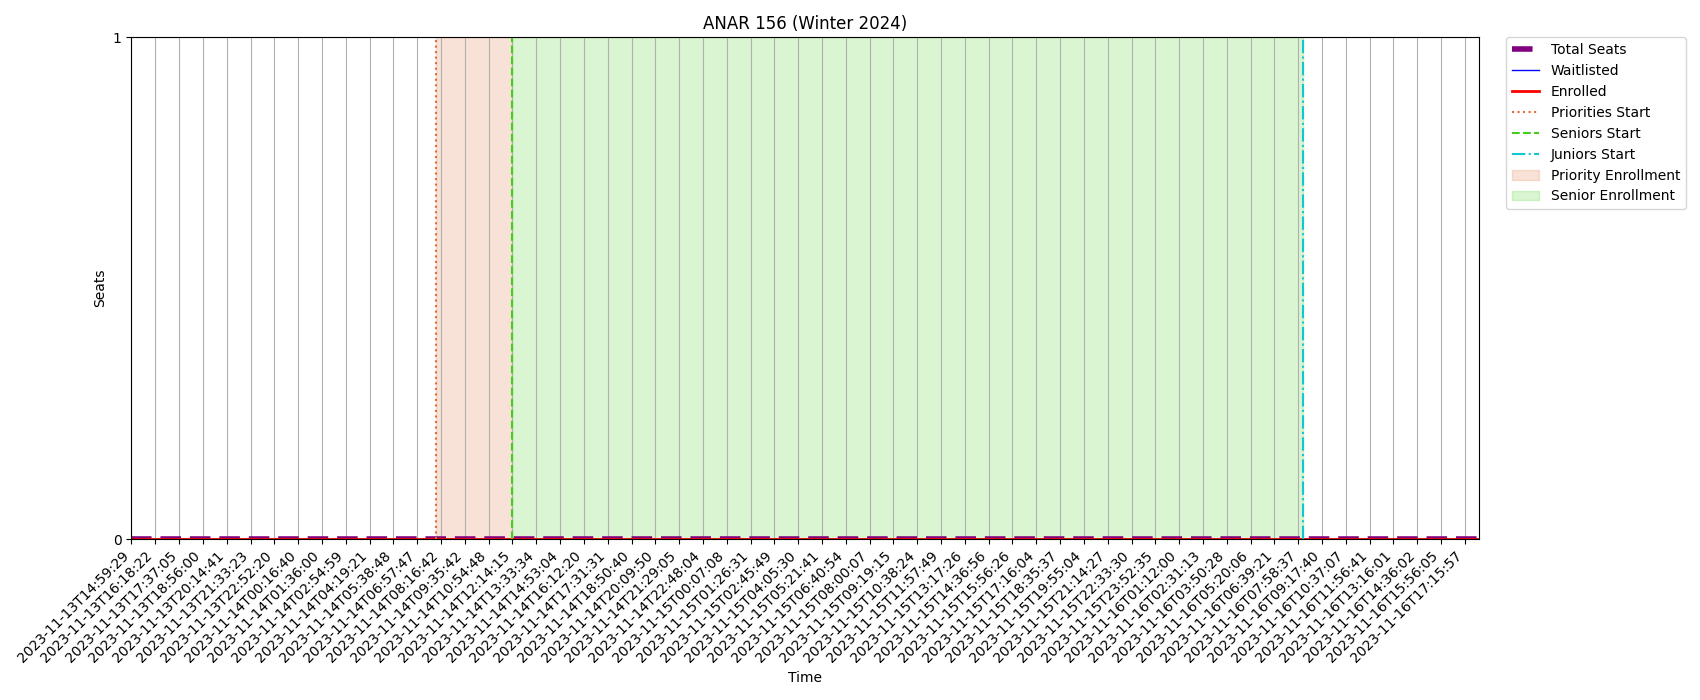 ANAR 156 (Winter 2024)
1
0
Seats
Total Seats
Waitlisted
Enrolled
Priorities Start
Seniors Start
Juniors Start
Priority Enrollment
Senior Enrollment
2023-11-13T14:59:29
2023-11-13T16:18:22
2023-11-13T17:37:05
2023-11-13T18:56:00
2023-11-13T20:14:41
2023-11-13T21:33:23
2023-11-13T22:52:20
2023-11-14T00:16:40
2023-11-14T01:36:00
2023-11-14T02:54:59
2023-11-14T04:19:21
2023-11-14T05:38:48
2023-11-14T06:57:47
2023-11-14T08:16:42
2023-11-14T09:35:42
2023-11-14T10:54:48
2023-11-14T12:14:15
2023-11-14T13:33:34
2023-11-14T14:53:04
2023-11-14T16:12:20
2023-11-14T17:31:31
2023-11-14T18:50:40
2023-11-14T20:09:50
2023-11-14T21:29:05
2023-11-14T22:48:04
2023-11-15T00:07:08
2023-11-15T01:26:31
2023-11-15T02:45:49
2023-11-15T04:05:30
2023-11-15T05:21:41
2023-11-15T06:40:54
2023-11-15T08:00:07
2023-11-15T09:19:15
2023-11-15T10:38:24
2023-11-15T11:57:49
2023-11-15T13:17:26
2023-11-15T14:36:56
2023-11-15T15:56:26
2023-11-15T17:16:04
2023-11-15T18:35:37
2023-11-15T19:55:04
2023-11-15T21:14:27
2023-11-15T22:33:30
2023-11-15T23:52:35
2023-11-16T01:12:00
2023-11-16T02:31:13
2023-11-16T03:50:28
2023-11-16T05:20:06
2023-11-16T06:39:21
2023-11-16T07:58:37
2023-11-16T09:17:40
2023-11-16T10:37:07
2023-11-16T11:56:41
2023-11-16T13:16:01
2023-11-16T14:36:02
2023-11-16T15:56:05
2023-11-16T17:15:57
Time